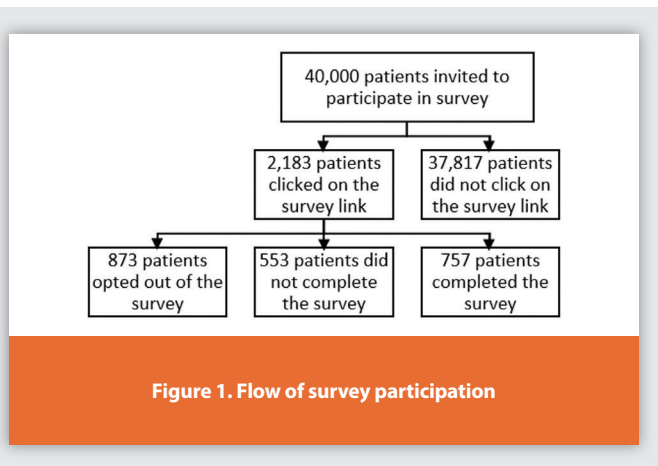 40,000 patients invited to
participate in survey
2,183 patients
clicked on the
survey link
37,817 patients
did not click on
the survey link
873 patients
opted out of the
survey
553 patients did
not complete
the survey
757 patients
completed the
survey
Figure 1. Flow of survey participation